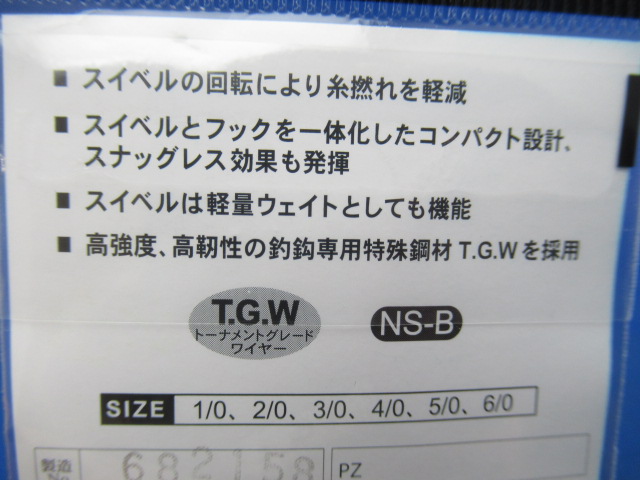 ■ スイベルの回転により糸撚れを軽減
■ スイベルとフックを一体化したコンパクト設計、
スナッグレス効果も発揮
■ スイベルは軽量ウェイトとしても機能
■ 高強度、高靭性の釣鈎専用特殊鋼材 T.G.W を採用
T.G.W
トーナメントグレード
ワイヤー
NS-B
SIZE 1/0、2/0、3/0、4/0、5/0、6/0
製造
No
682158
PZ